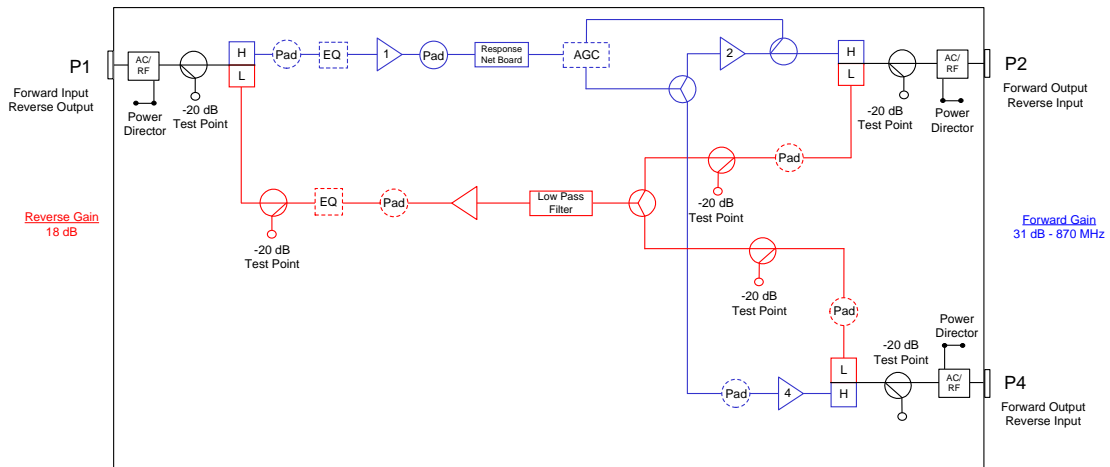 P1
Forward Input
Reverse Output
AC/
RF
Power
Director
-20 dB
Test Point
H
L
Pad
EQ
1
Pad
Response
Net Board
AGC
2
H
L
-20 dB
Test Point
AC/
RF
Power
Director
P2
Forward Output
Reverse Input
Reverse Gain
18 dB
-20 dB
Test Point
EQ
Pad
Low Pass
Filter
-20 dB
Test Point
Pad
Forward Gain
31 dB - 870 MHz
-20 dB
Test Point
Pad
Pad
4
L
H
-20 dB
Test Point
Power
Director
AC/
RF
P4
Forward Output
Reverse Input